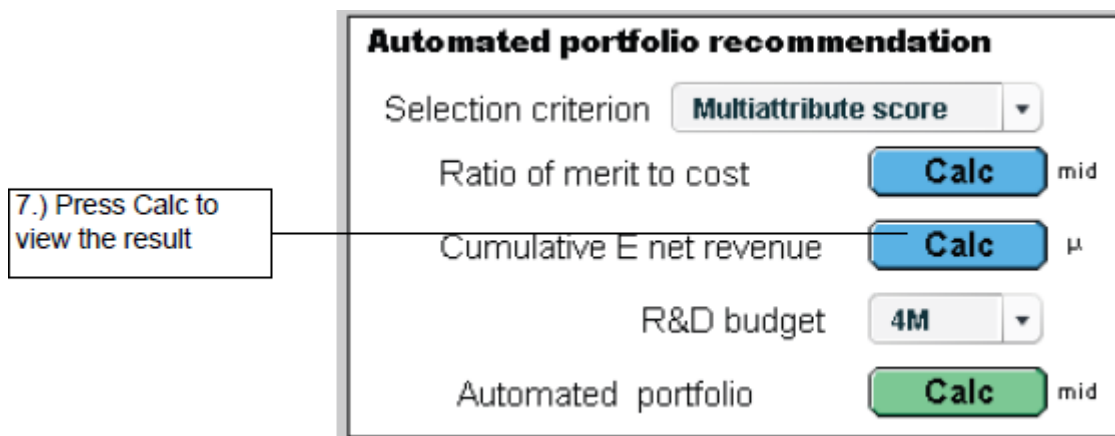 Automated portfolio recommendation
Selection criterion Multiattribute score
Ratio of merit to cost Calc mid
7.) Press Calc to
view the result
Cumulative E net revenue Calc μ
R&D budget 4M
Automated portfolio Calc mid